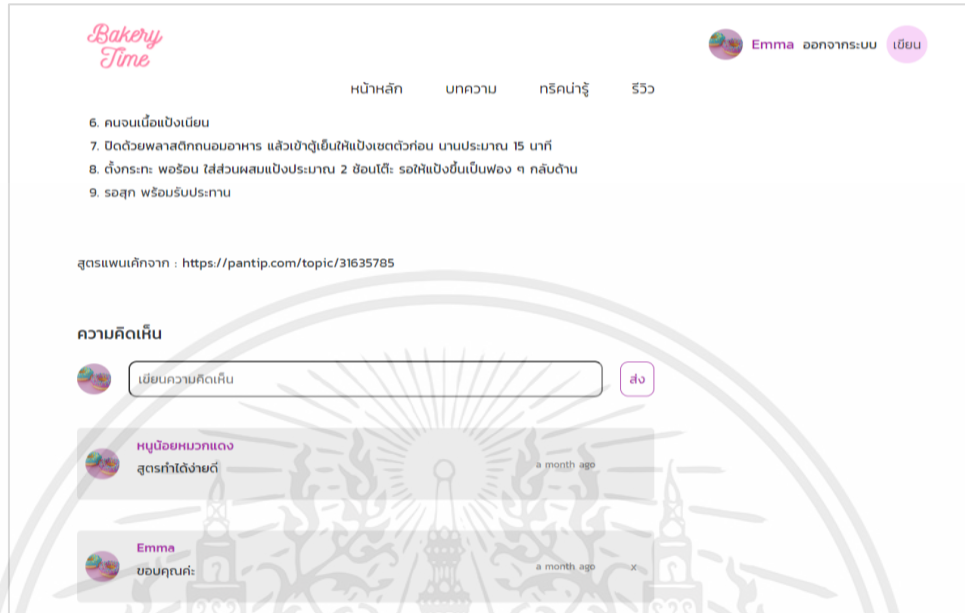 Bakery
Time
Emma ออกจากระบบ เขียน
หน้าหลัก บทความ ทริคน่ารู้ รีวิว
6. คนจนเนื้อแป้งเนียน
7. ปิดด้วยพลาสติกถนอมอาหาร แล้วเข้าตู้เย็นให้แป้งเซตตัวก่อน นานประมาณ 15 นาที
8. ตั้งกระทะ พอร้อน ใส่ส่วนผสมแป้งประมาณ 2 ช้อนโต๊ะ รอให้แป้งขึ้นเป็นฟอง ๆ กลับด้าน
9. รอสุก พร้อมรับประทาน
สูตรแพนเค้กจาก : https://pantip.com/topic/31635785
ความคิดเห็น
เขียนความคิดเห็น ส่ง
หนูน้อยหมวกแดง
สูตรทำได้ง่ายดี a month ago
Emma
ขอบคุณค่ะ a month ago x